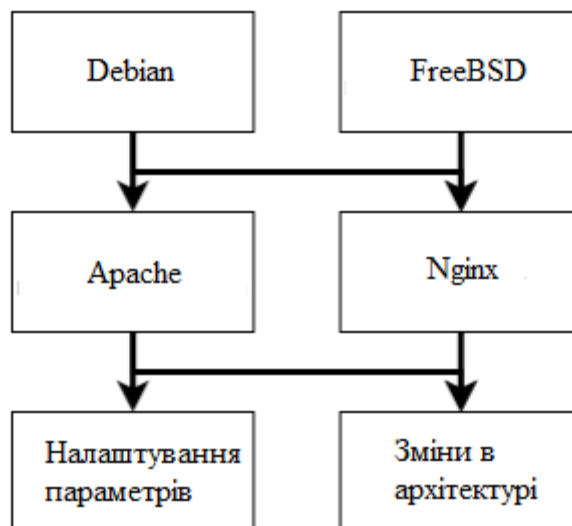 Debian
FreeBSD
Apache
Nginx
Налаштування
параметрів
Зміни в
архітектурі